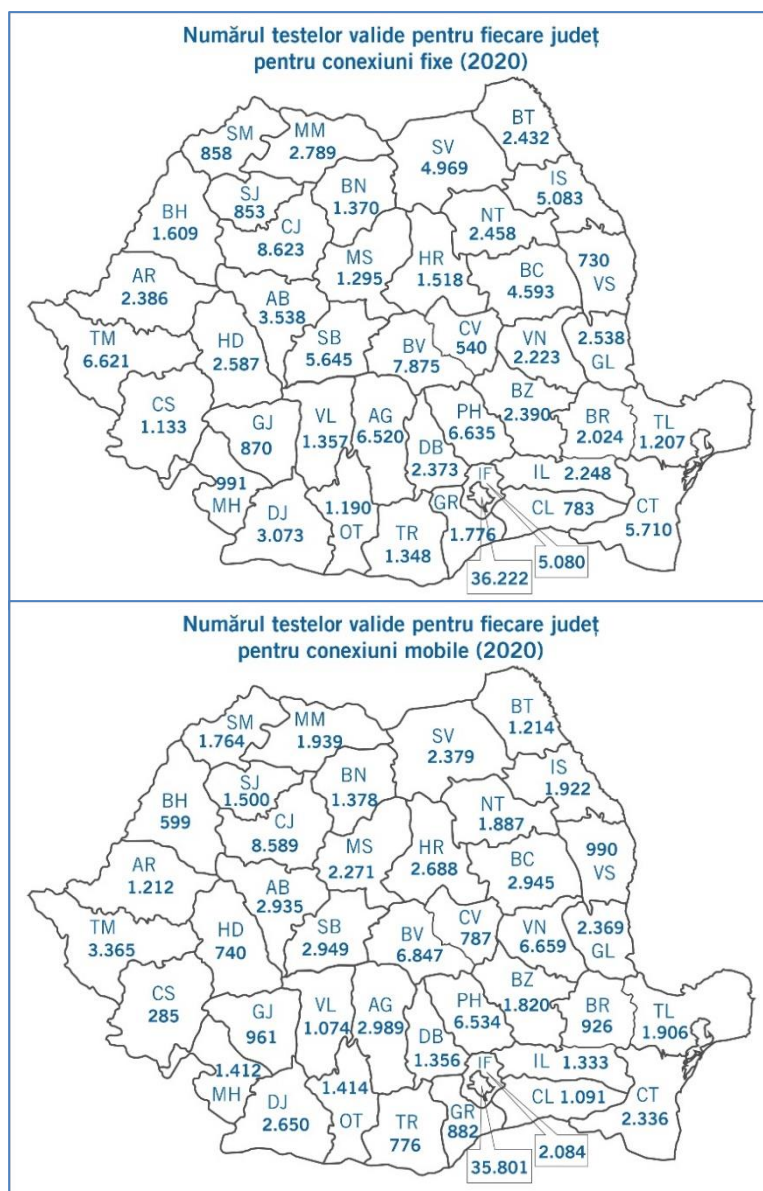 Numărul testelor valide pentru fiecare județ
pentru conexiuni fixe (2020)
BT
2.432
SM
858
MM
2.789
SV
4.969
IS
5.083
SJ
853
BN
1.370
BH
1.609
CJ
8.623
NT
2.458
MS
1.295
HR
1.518
BC
4.593
730
VS
AR
2.386
AB
3.538
TM
6.621
HD
2.587
SB
5.645
BV
7.875
CV
540
VN
2.223
2.538
GL
CS
1.133
GJ
870
VL
1.357
AG
6.520
PH
6.635
BZ
2.390
BR
2.024
TL
1.207
DB
2.373
991
MH
DJ
3.073
1.190
OT
TR
1.348
GR
1.776
IF
IL 2.248
CL 783
CT
5.710
5.080
36.222
Numărul testelor valide pentru fiecare județ
pentru conexiuni mobile (2020)
BT
1.214
SM
1.764
MM
1.939
SV
2.379
IS
1.922
SJ
1.500
BN
1.378
BH
599
CJ
8.589
NT
1.887
MS
2.271
HR
2.688
BC
2.945
990
VS
AR
1.212
AB
2.935
TM
3.365
HD
740
SB
2.949
BV
6.847
CV
787
VN
6.659
2.369
GL
CS
285
GJ
961
VL
1.074
AG
2.989
PH
6.534
BZ
1.820
BR
926
TL
1.906
DB
1.356
1.412
MH
DJ
2.650
1.414
OT
TR
776
GR
882
IF
IL 1.333
CL 1.091
CT
2.336
2.084
35.801